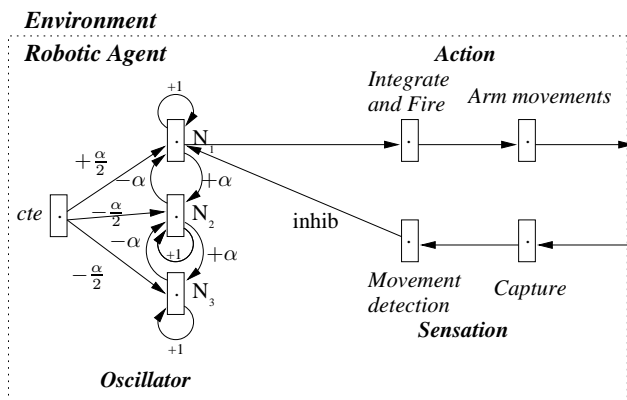 Environment
Robotic Agent
Action
Integrate
and Fire
Arm movements
+1
N1
+α/2
−α
+α
cte
−α/2
N2
inhib
−α
+1
+α
−α/2
N3
Movement
detection
Capture
+1
Sensation
Oscillator